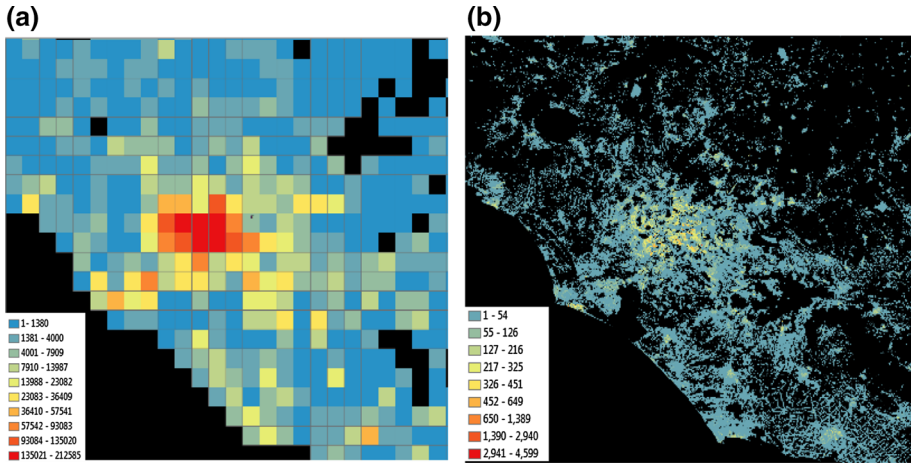 (a)
1 - 1380
1381 - 4000
4001 - 7909
7910 - 13987
13988 - 23082
23083 - 36409
36410 - 57541
57542 - 93083
93084 - 135020
135021 - 212585
(b)
1 - 54
55 - 126
127 - 216
217 - 325
326 - 451
452 - 649
650 - 1,389
1,390 - 2,940
2,941 - 4,599